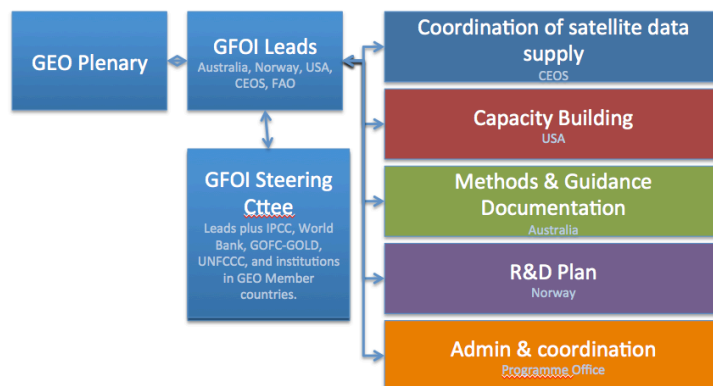 GEO Plenary
GFOI Leads
Australia, Norway, USA,
CEOS, FAO
GFOI Steering
Cttee
Leads plus IPCC, World
Bank, GOFC-GOLD,
UNFCCC, and institutions
in GEO Member
countries.
Coordination of satellite data
supply
CEOS
Capacity Building
USA
Methods & Guidance
Documentation
Australia
R&D Plan
Norway
Admin & coordination
Programme Office